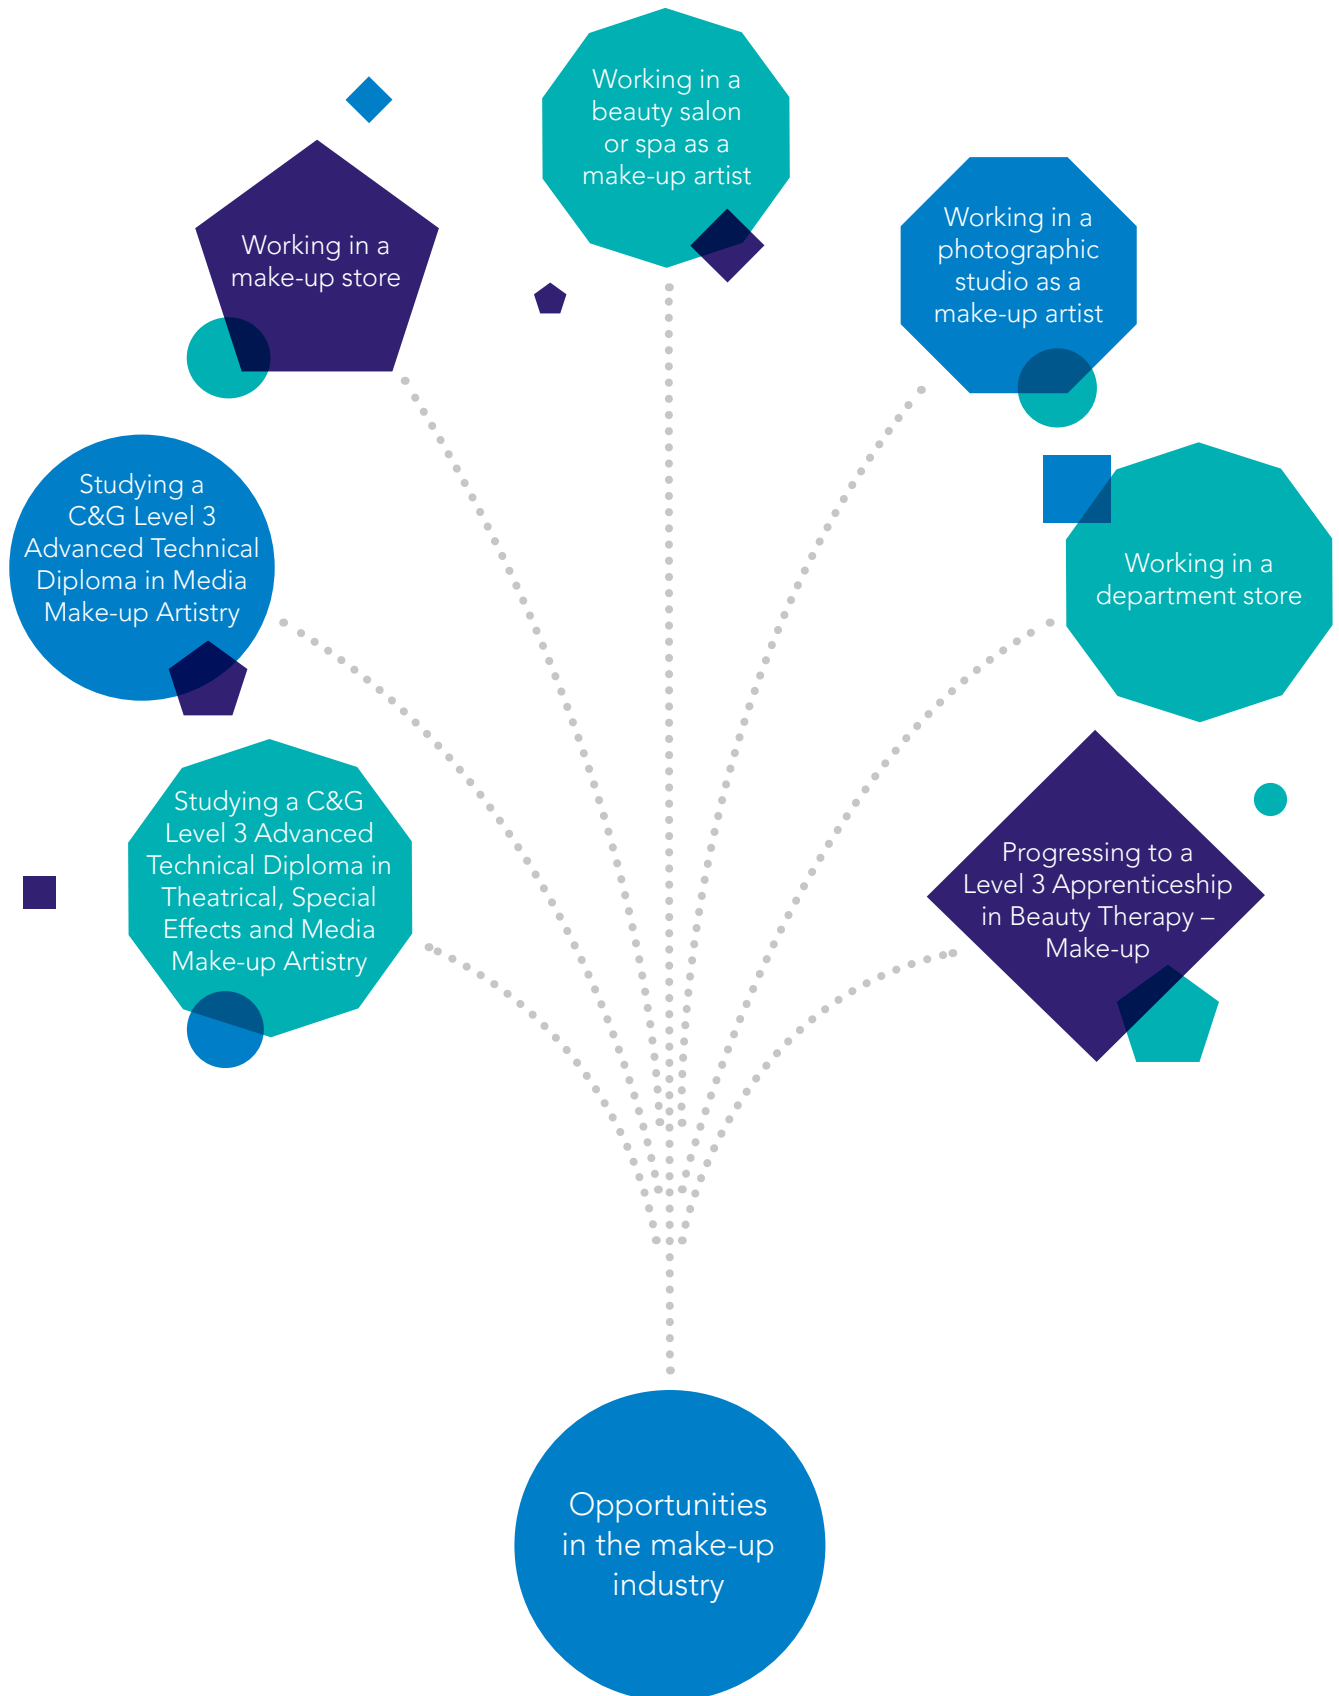 Working in a
beauty salon
or spa as a
make-up artist
Working in a
make-up store
Working in a
photographic
studio as a
make-up artist
Studying a
C&G Level 3
Advanced Technical
Diploma in Media
Make-up Artistry
Working in a
department store
Studying a C&G
Level 3 Advanced
Technical Diploma in
Theatrical, Special
Effects and Media
Make-up Artistry
Progressing to a
Level 3 Apprenticeship
in Beauty Therapy –
Make-up
Opportunities
in the make-up
industry